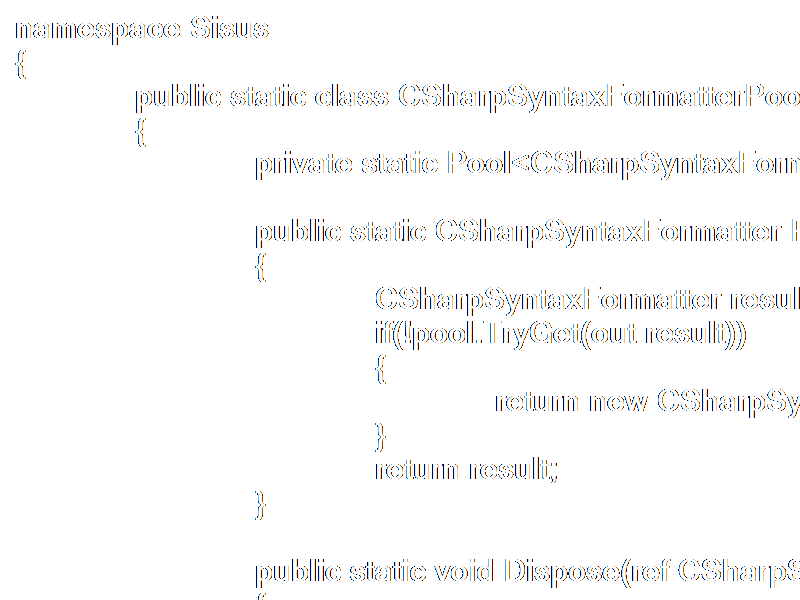 namespace Sisus
{
public static class CSharpSyntaxFormatterPoo
{
private static Pool<CSharpSyntaxForm
public static CSharpSyntaxFormatter
{
CSharpSyntaxFormatter resul
if(!pool.TryGet(out result))
{
return new CSharpSy
}
return result;
}
public static void Dispose(ref CSharpS
{